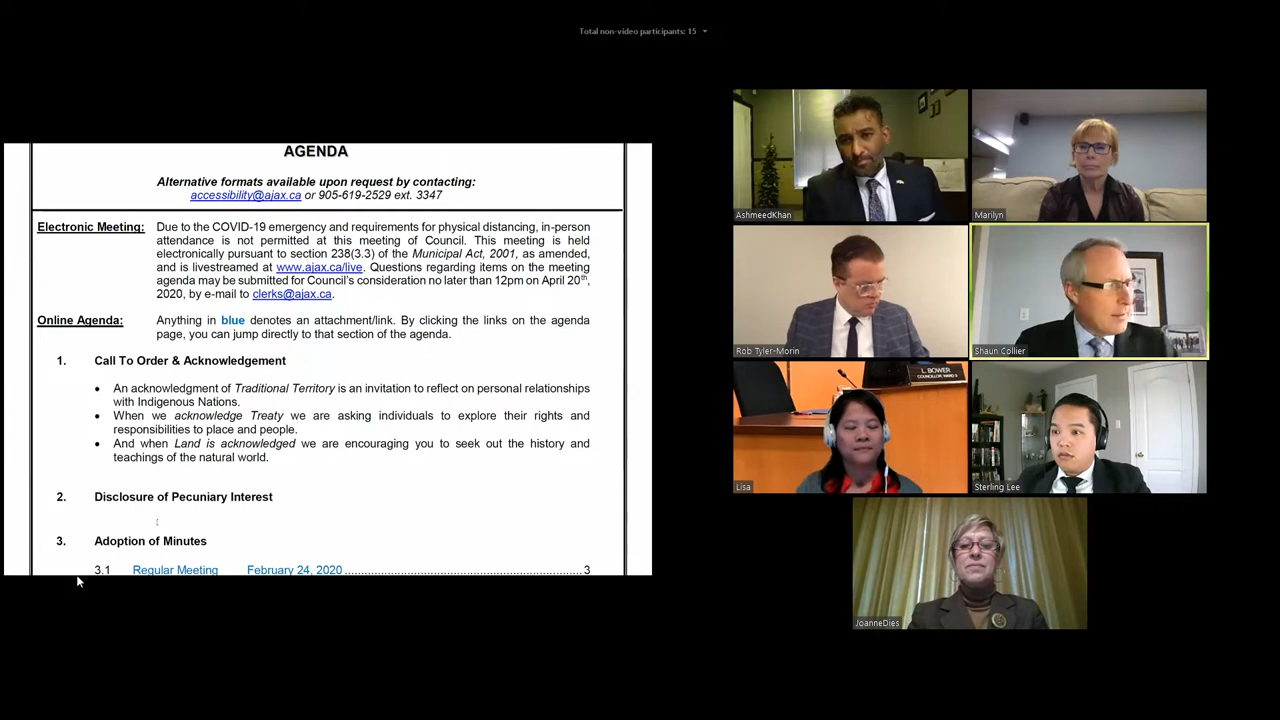 Total non-video participants: 15
AGENDA
Alternative formats available upon request by contacting:
accessibility@ajax.ca or 905-619-2529 ext. 3347
Electronic Meeting: Due to the COVID-19 emergency and requirements for physical distancing, in-person
attendance is not permitted at this meeting of Council. This meeting is held
electronically pursuant to section 238(3.3) of the Municipal Act, 2001, as amended,
and is livestreamed at www.ajax.ca/live. Questions regarding items on the meeting
agenda may be submitted for Council's consideration no later than 12pm on April 20th,
2020, by e-mail to clerks@ajax.ca.
Online Agenda: Anything in blue denotes an attachment/link. By clicking the links on the agenda
page, you can jump directly to that section of the agenda.
1. Call To Order & Acknowledgement
• An acknowledgment of Traditional Territory is an invitation to reflect on personal relationships
with Indigenous Nations.
• When we acknowledge Treaty we are asking individuals to explore their rights and
responsibilities to place and people.
• And when Land is acknowledged we are encouraging you to seek out the history and
teachings of the natural world.
2. Disclosure of Pecuniary Interest
3. Adoption of Minutes
3.1 Regular Meeting February 24, 2020 ........................................................................ 3
AshmeedKhan
Marilyn
Rob Tyler-Morin
Shaun Collier
L. BOWER
COUNCILLOR, WARD 3
Lisa
Sterling Lee
JoanneDies